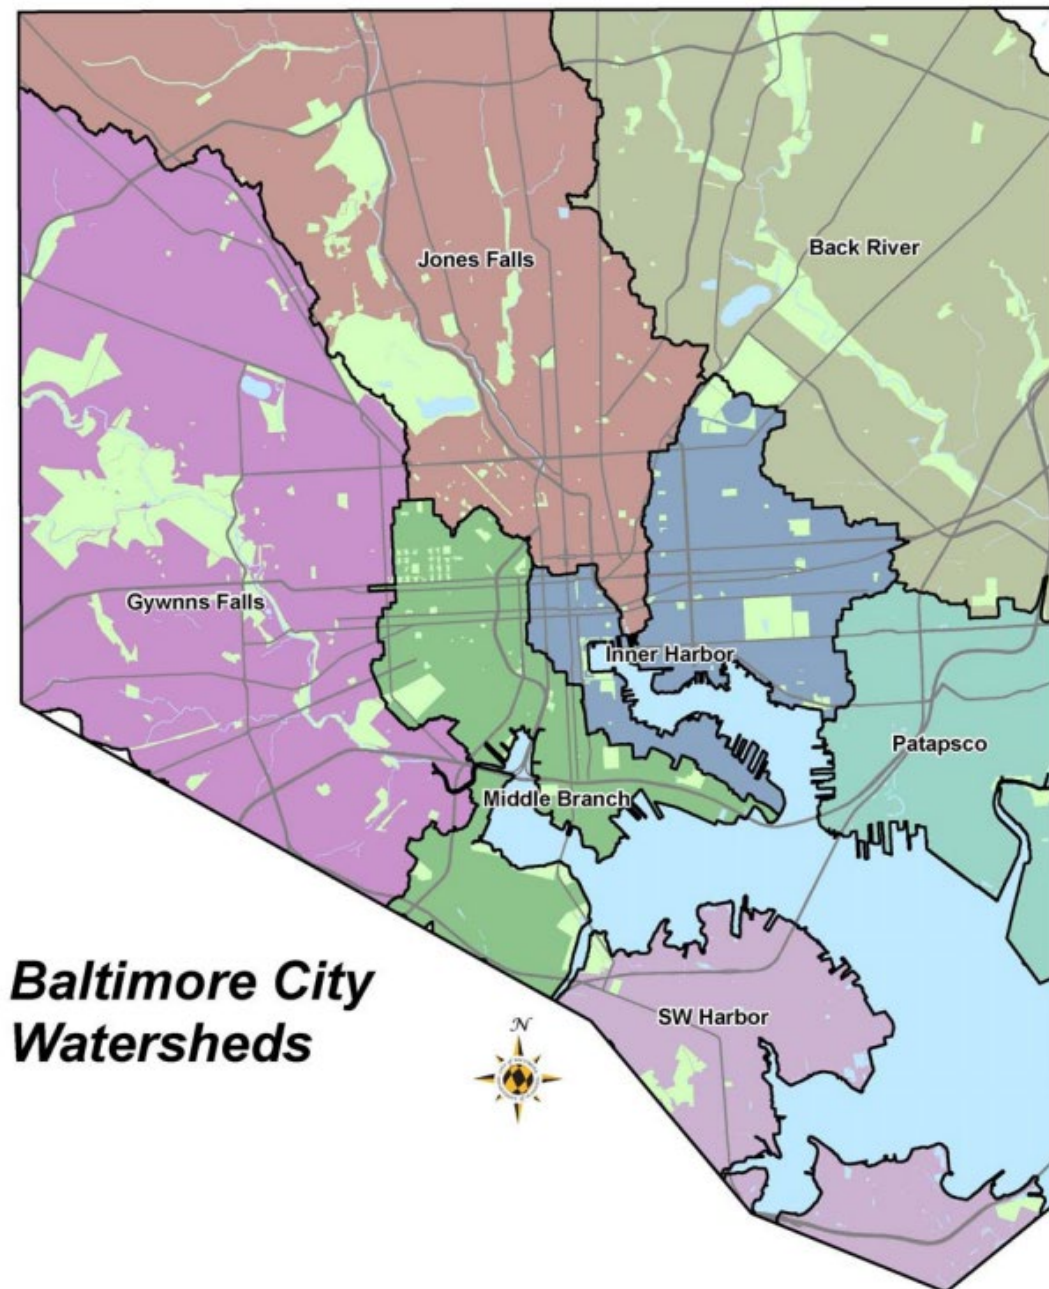 Jones Falls
Back River
Gywnns Falls
Inner Harbor
Patapsco
Middle Branch
SW Harbor
Baltimore City
Watersheds
N